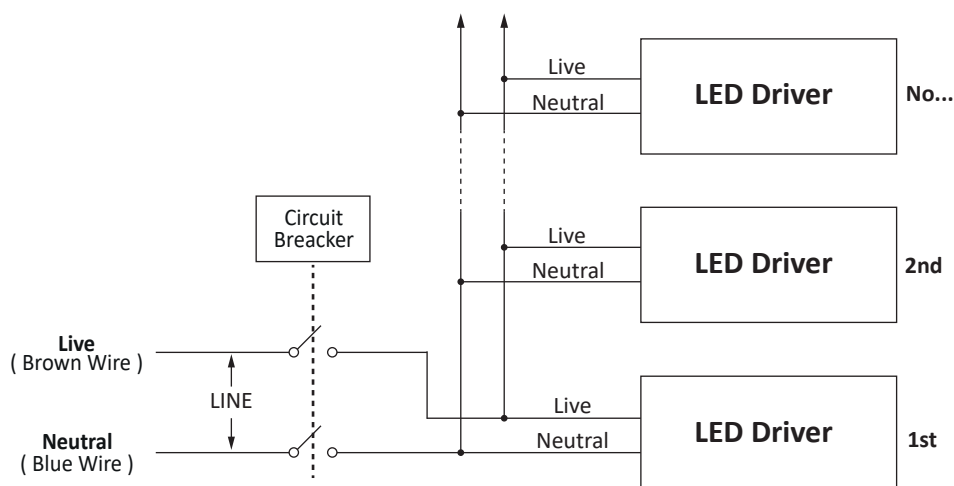 Live
Neutral
LED Driver
No...
Circuit
Breacker
Live
Neutral
LED Driver
2nd
Live
( Brown Wire )
LINE
Neutral
( Blue Wire )
Live
Neutral
LED Driver
1st